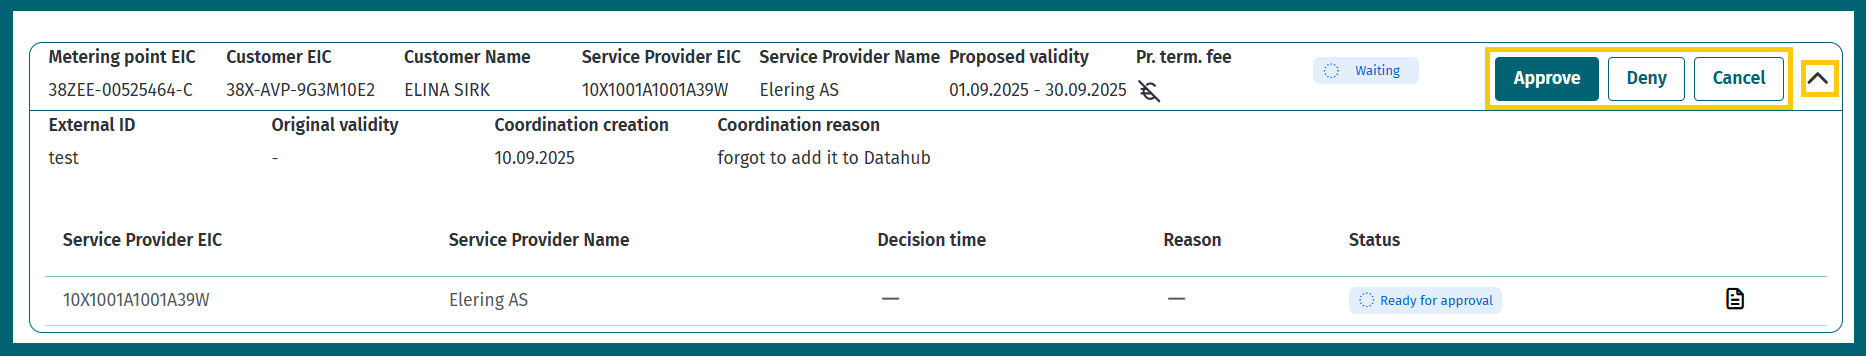 Metering point EIC Customer EIC Customer Name Service Provider EIC Service Provider Name Proposed validity Pr. term. fee
38ZEE-00525464-C 38X-AVP-9G3M10E2 ELINA SIRK 10X1001A1001A39W Elering AS 01.09.2025 - 30.09.2025
Waiting
Approve Deny Cancel
External ID Original validity Coordination creation Coordination reason
test - 10.09.2025 forgot to add it to Datahub
Service Provider EIC Service Provider Name Decision time Reason Status
10X1001A1001A39W Elering AS — — Ready for approval